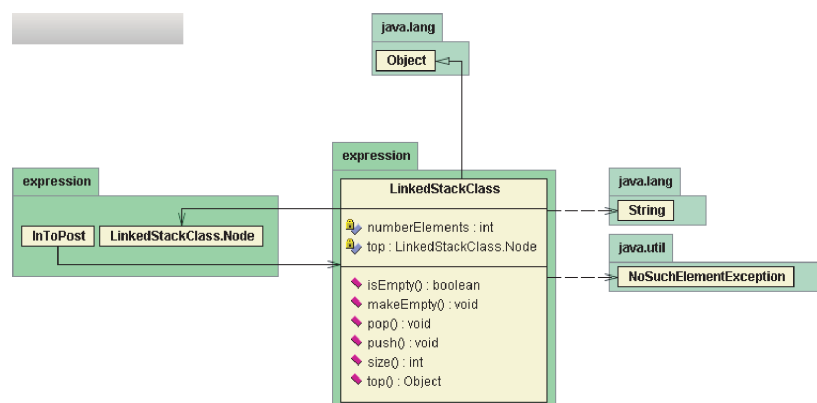 java.lang
Object
expression
LinkedStackClass
numberElements : int
top : LinkedStackClass.Node
isEmpty() : boolean
makeEmpty() : void
pop() : void
push() : void
size() : int
top() : Object
expression
InToPost
LinkedStackClass.Node
java.lang
String
java.util
NoSuchElementException